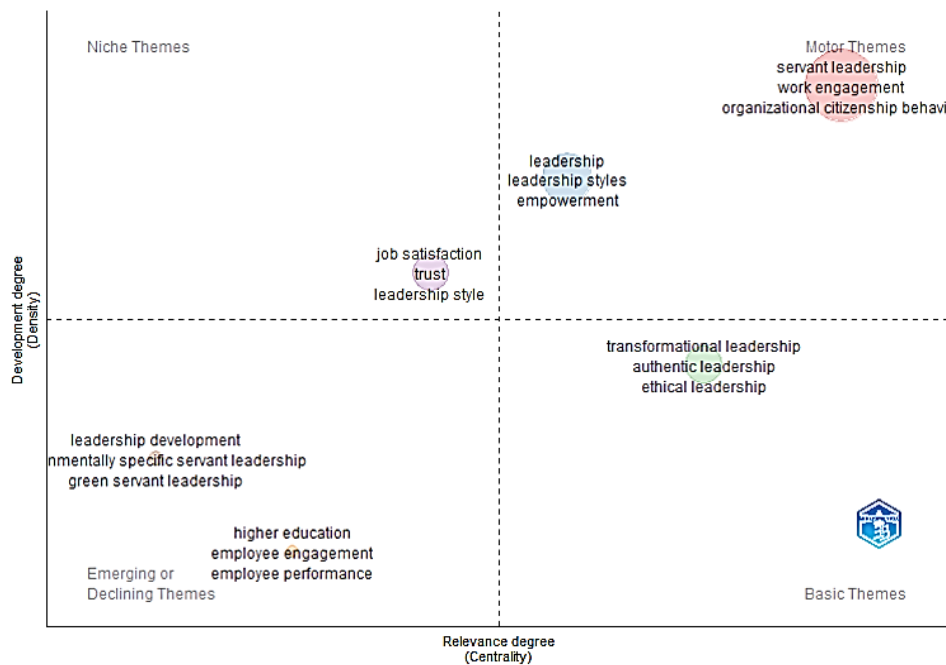 Niche Themes
Motor Themes
servant leadership
work engagement
organizational citizenship behavi
leadership
leadership styles
empowerment
job satisfaction
trust
leadership style
Development degree
(Density)
transformational leadership
authentic leadership
ethical leadership
leadership development
nmentally specific servant leadership
green servant leadership
higher education
employee engagement
employee performance
Emerging or
Declining Themes
Basic Themes
Relevance degree
(Centrality)